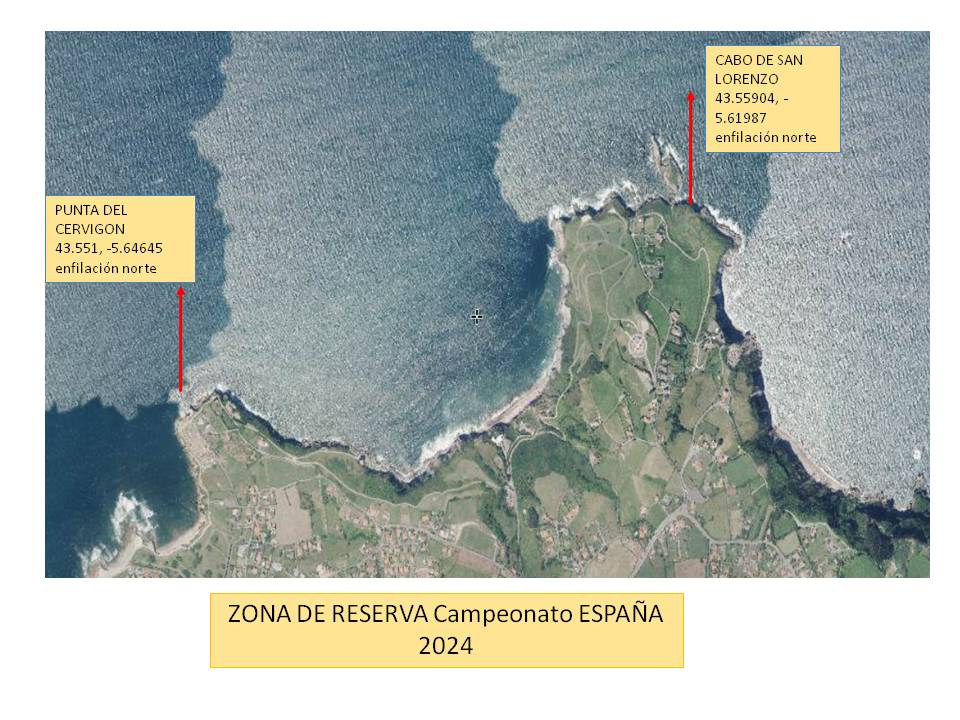 CABO DE SAN
LORENZO
43.55904, -
5.61987
enfilación norte
PUNTA DEL
CERVIGON
43.551, -5.64645
enfilación norte
ZONA DE RESERVA Campeonato ESPAÑA
2024